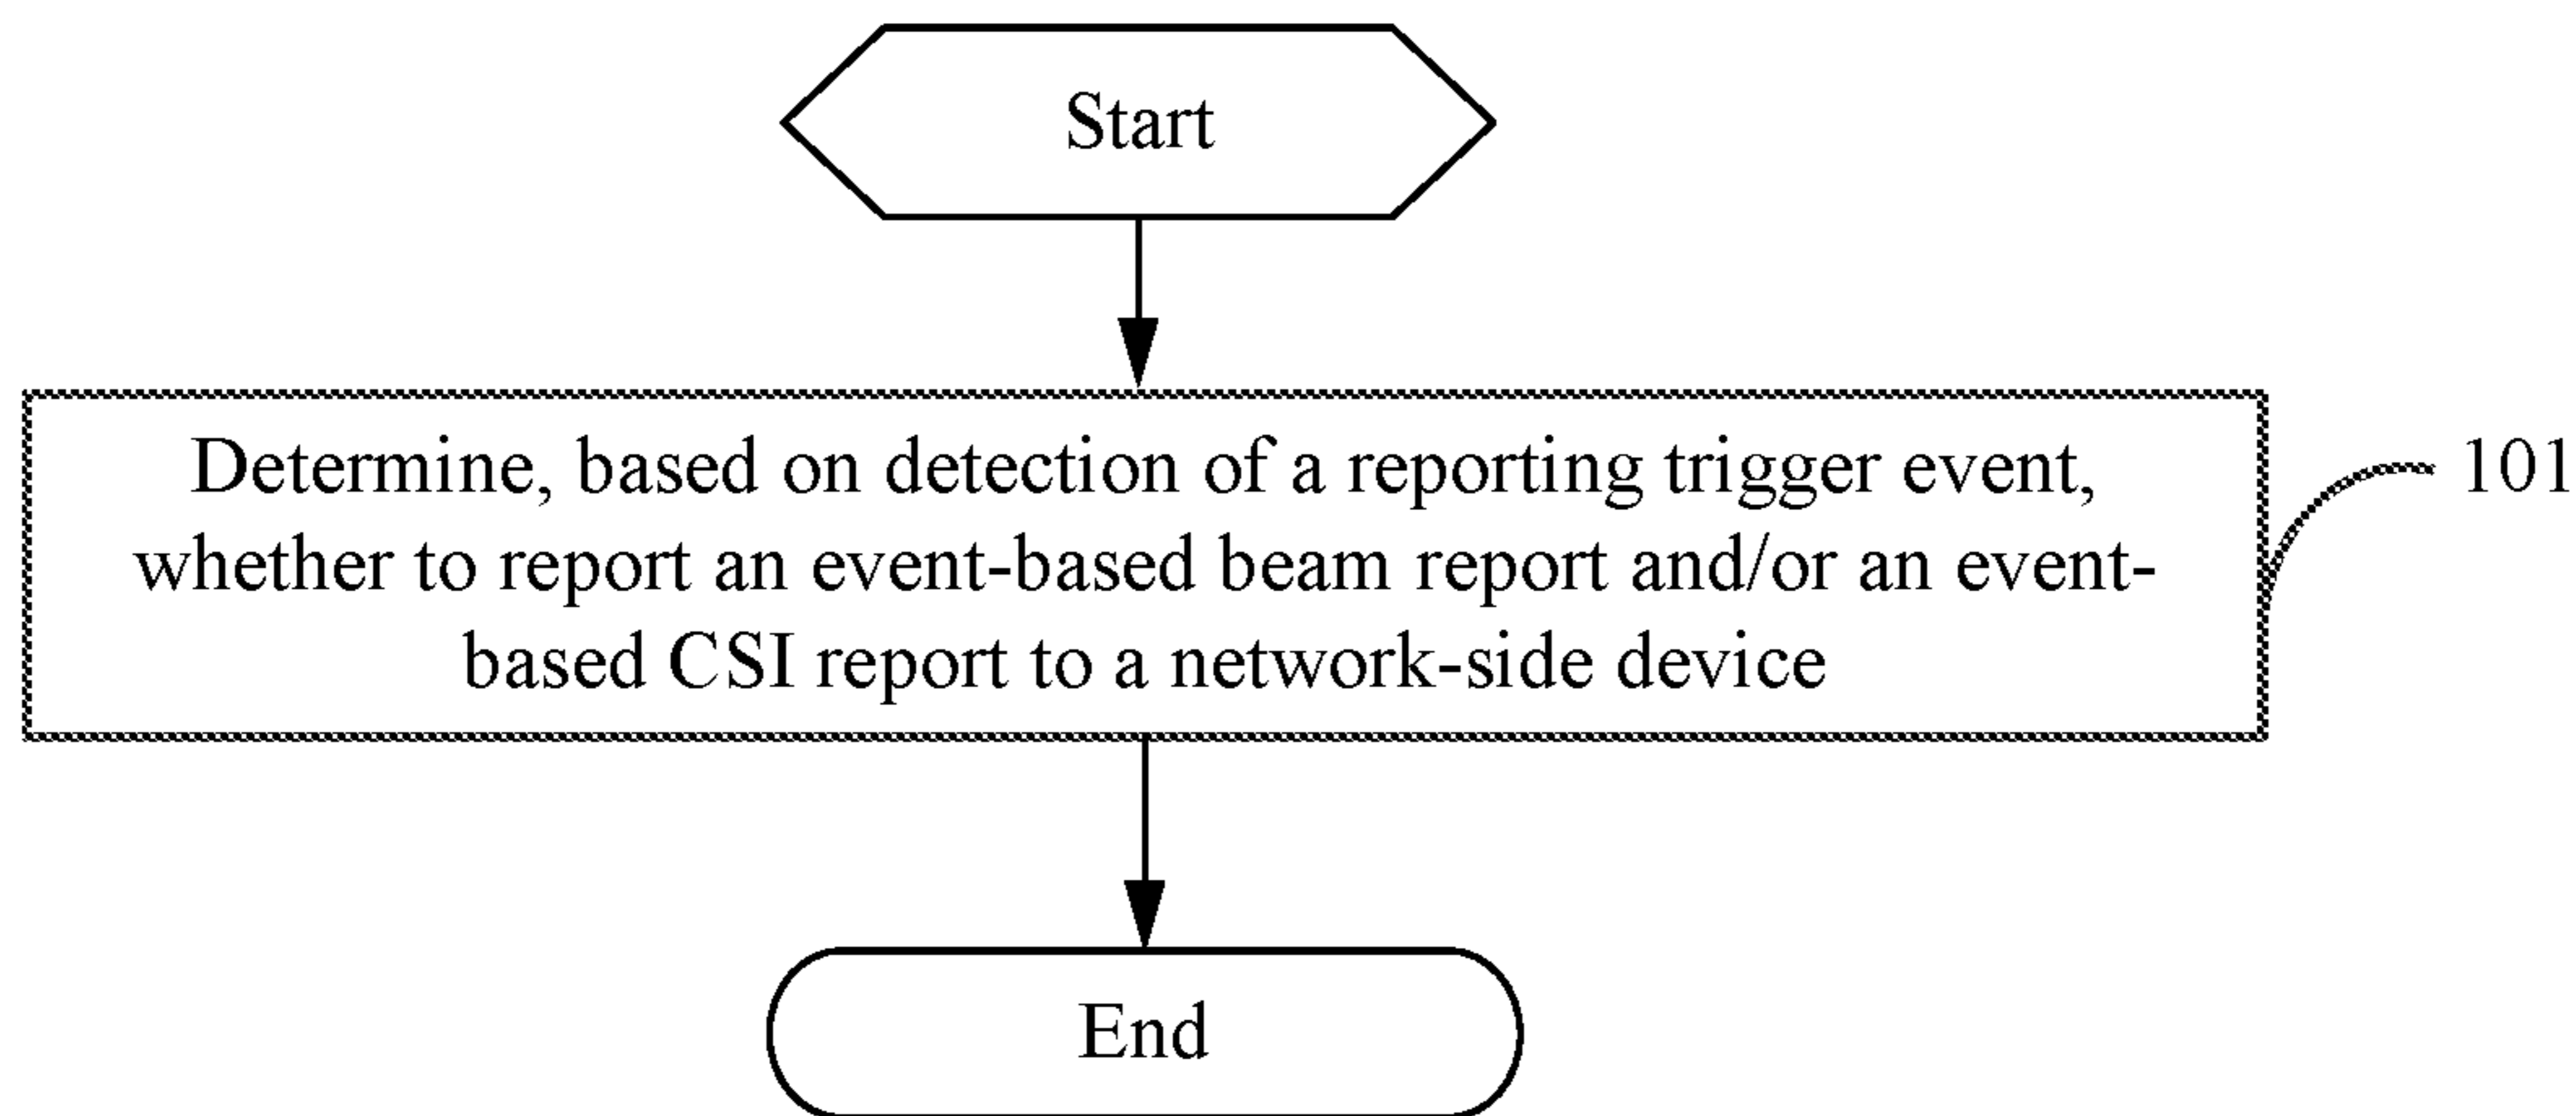 Start
Determine, based on detection of a reporting trigger event,
whether to report an event-based beam report and/or an event-
based CSI report to a network-side device
101
End